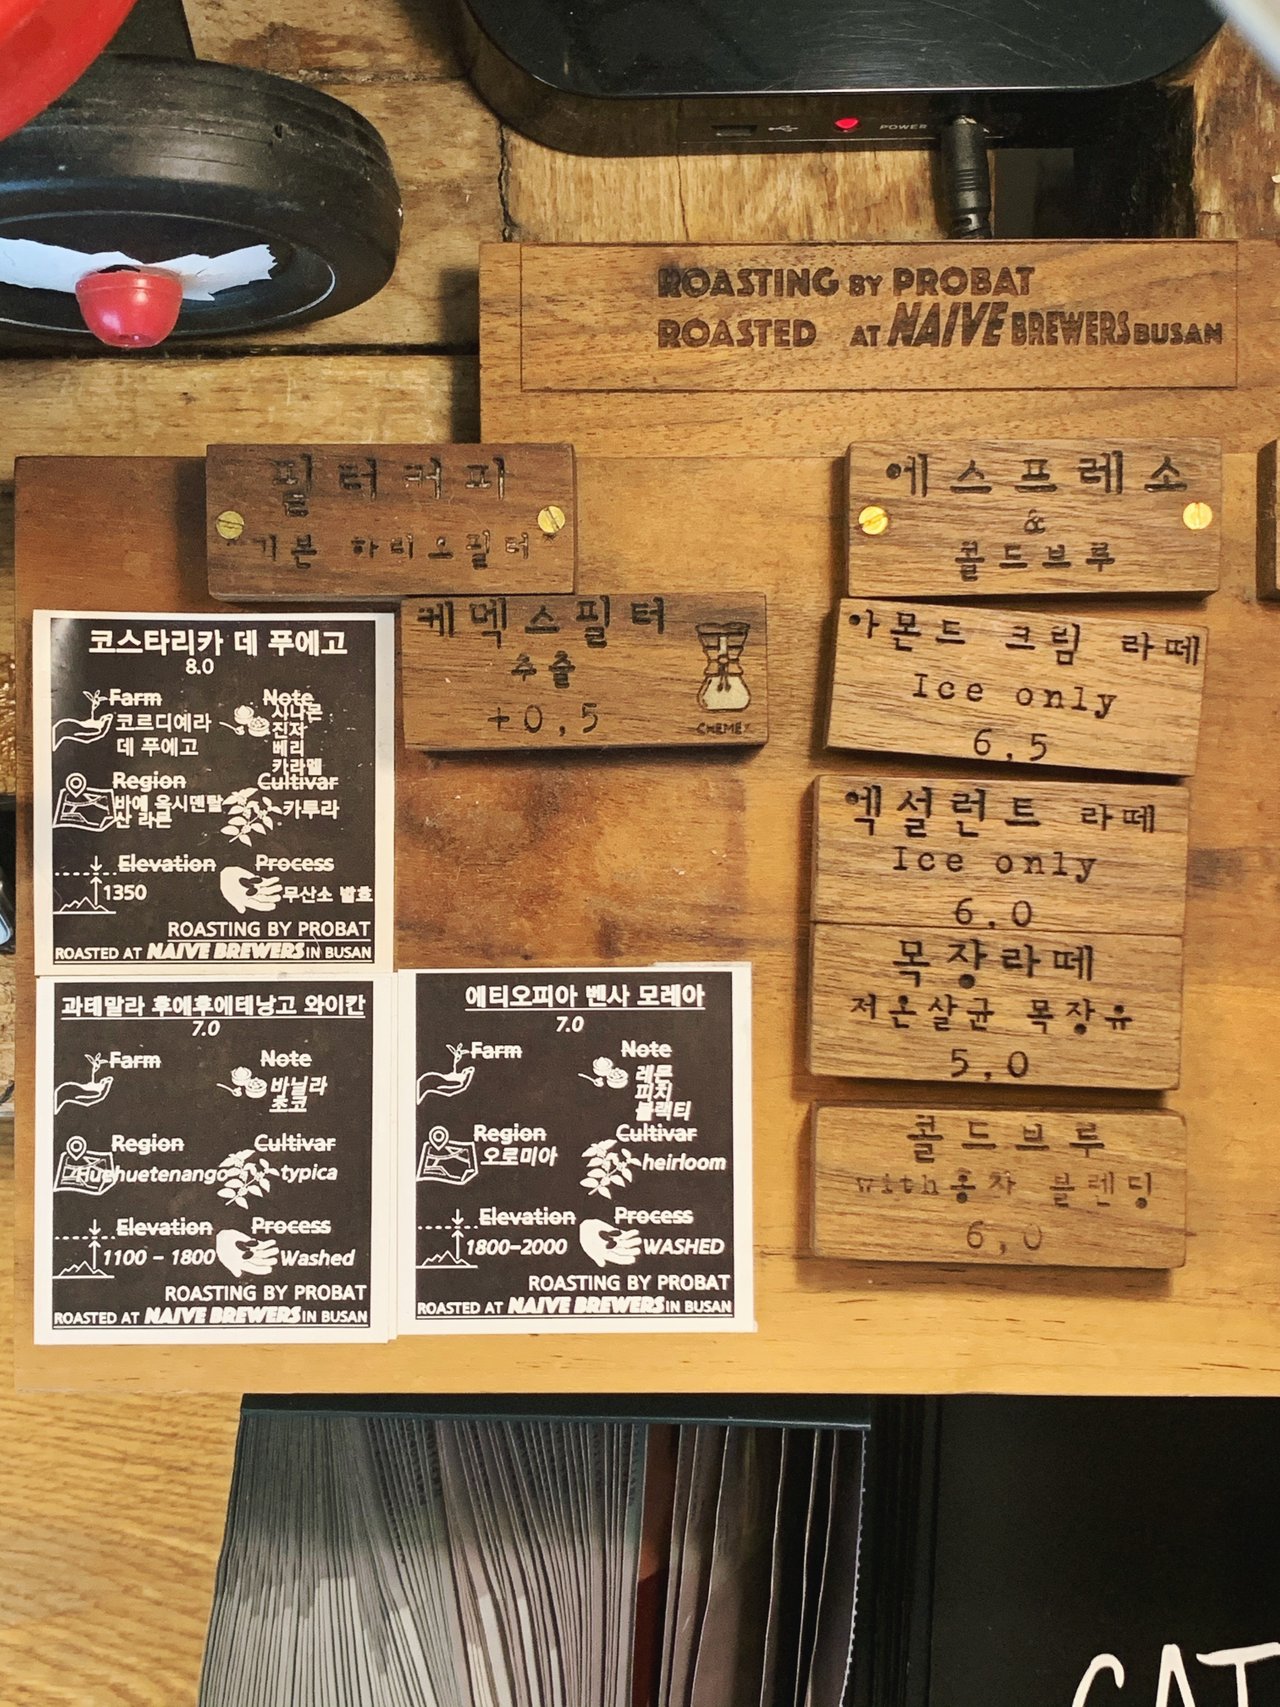 POWER
ROASTING BY PROBAT
ROASTED AT NAIVE BREWERS BUSAN
필터커피
기본 하리오필터
케멕스필터
추출
+0,5
CHEMEX
코스타리카 데 푸에고
8.0
Farm
코르디예라
데 푸에고
Note
시나몬
진저
베리
카라멜
Region
바예 옥시덴탈
산 라몬
Cultivar
카투라
Elevation
1350
Process
무산소 발효
ROASTING BY PROBAT
ROASTED AT NAIVE BREWERS IN BUSAN
과테말라 후에후에테낭고 와이칸
7.0
Farm
Note
바닐라
초코
Region
Huehuetenango
Cultivar
typica
Elevation
1100 - 1800
Process
Washed
ROASTING BY PROBAT
ROASTED AT NAIVE BREWERS IN BUSAN
에티오피아 벤사 모레아
7.0
Farm
Note
레몬
피치
블랙티
Region
오로미아
Cultivar
heirloom
Elevation
1800-2000
Process
WASHED
ROASTING BY PROBAT
ROASTED AT NAIVE BREWERS IN BUSAN
에스프레소
&
콜드브루
아몬드 크림 라떼
Ice only
6,5
엑설런트 라떼
Ice only
6.0
목장라떼
저온살균 목장유
5,0
콜드브루
with홍차 블렌딩
6,0
CAT